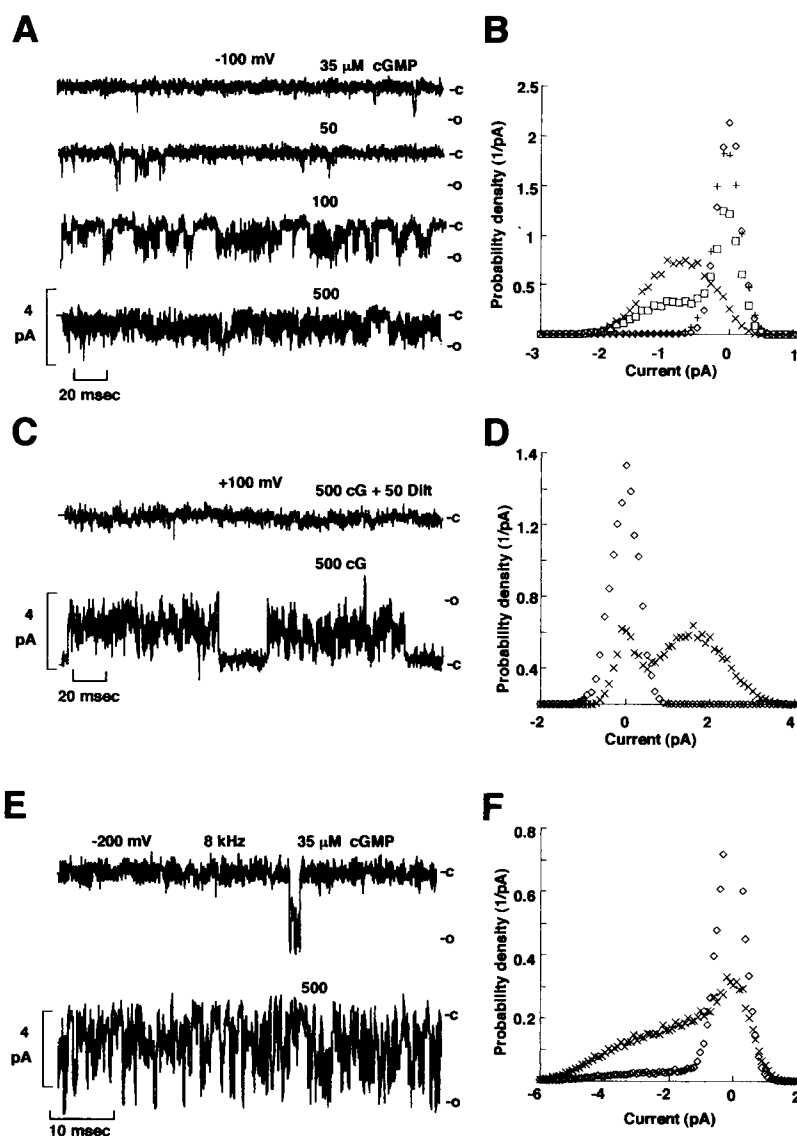 A
-100 mV 35 µM cGMP
-c
-o
50
-c
-o
100
-c
-o
500
-c
-o
4
pA
20 msec
B
Probability density (1/pA)
2.5
2
1.5
1
0.5
-3 -2 -1 0 1
Current (pA)
C
+100 mV 500 cG + 50 Dilt
-c
500 cG
-o
-c
4
pA
20 msec
D
Probability density (1/pA)
1.4
1.2
0.8
0.4
-2 0 2 4
Current (pA)
E
-200 mV 8 kHz 35 µM cGMP
-c
-o
500
-c
-o
4
pA
10 msec
F
Probability density (1/pA)
0.8
0.6
0.4
0.2
-6 -4 -2 0 2
Current (pA)